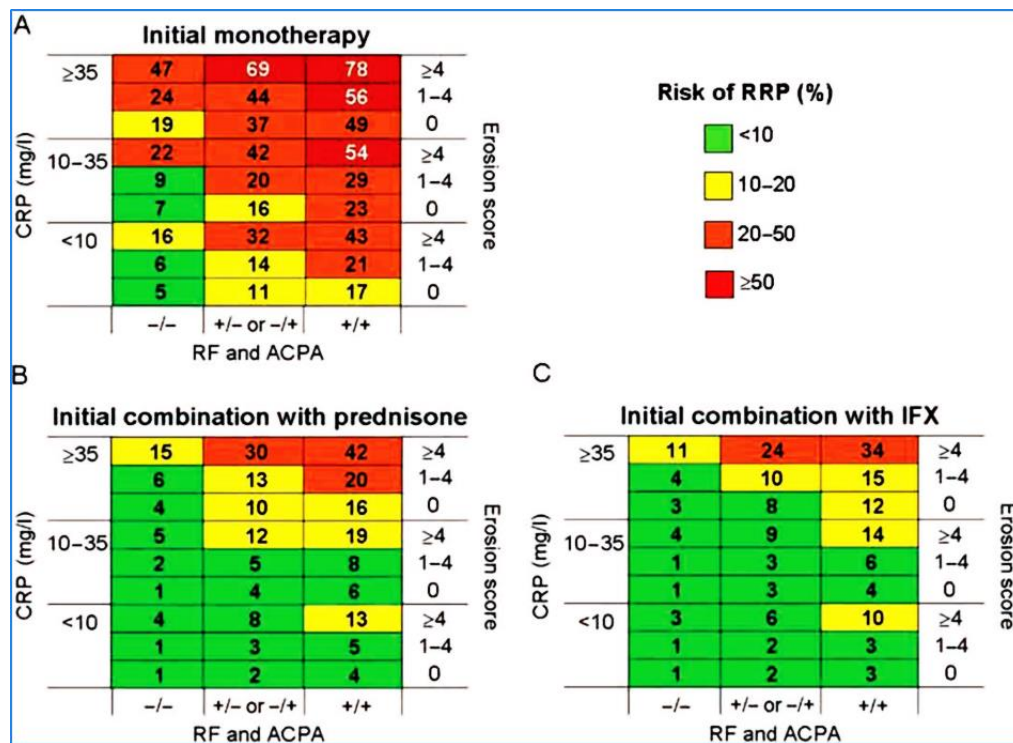 A
Initial monotherapy
≥35 47 69 78 ≥4
24 44 56 1–4
19 37 49 0
10–35 22 42 54 ≥4
9 20 29 1–4
7 16 23 0
<10 16 32 43 ≥4
6 14 21 1–4
5 11 17 0
CRP (mg/l)
Erosion score
–/– +/– or –/+ +/+
RF and ACPA
Risk of RRP (%)
<10
10–20
20–50
≥50
B
Initial combination with prednisone
≥35 15 30 42 ≥4
6 13 20 1–4
4 10 16 0
10–35 5 12 19 ≥4
2 5 8 1–4
1 4 6 0
<10 4 8 13 ≥4
1 3 5 1–4
1 2 4 0
CRP (mg/l)
Erosion score
–/– +/– or –/+ +/+
RF and ACPA
C
Initial combination with IFX
≥35 11 24 34 ≥4
4 10 15 1–4
3 8 12 0
10–35 4 9 14 ≥4
1 3 6 1–4
1 3 4 0
<10 3 6 10 ≥4
1 2 3 1–4
1 2 3 0
CRP (mg/l)
Erosion score
–/– +/– or –/+ +/+
RF and ACPA